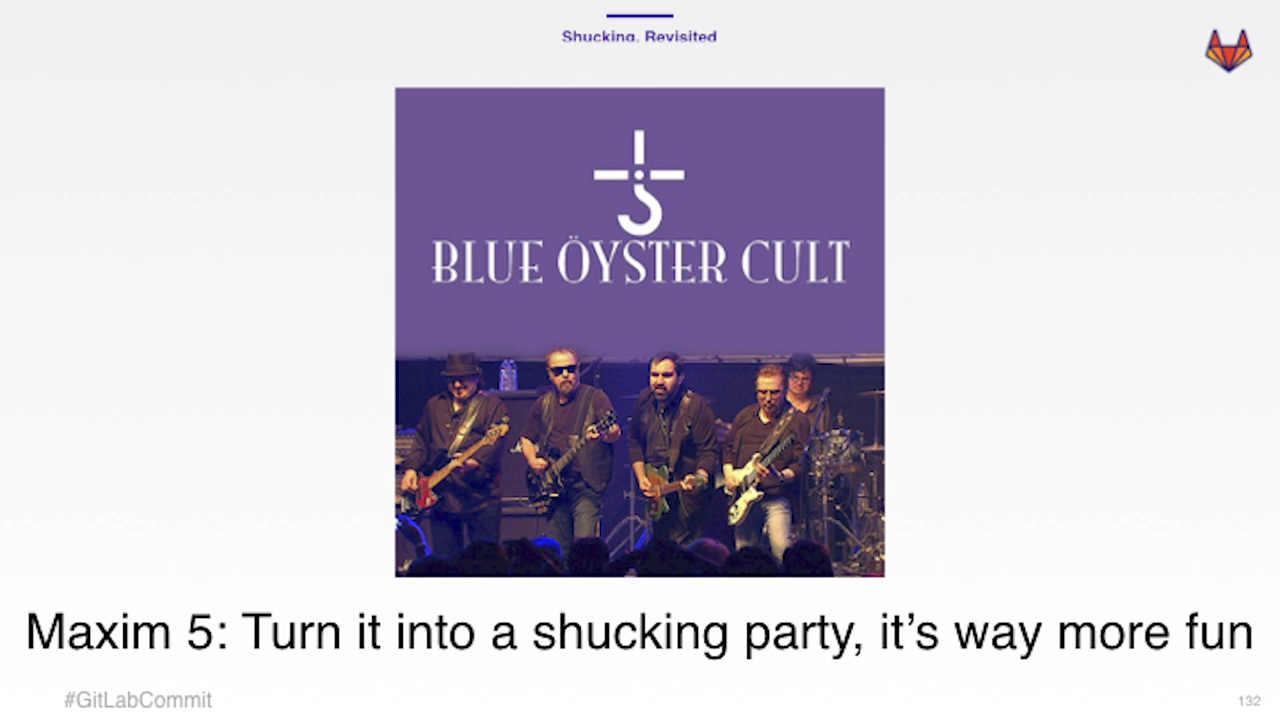 Shucking, Revisited
BLUE ÖYSTER CULT
Maxim 5: Turn it into a shucking party, it’s way more fun
#GitLabCommit
132